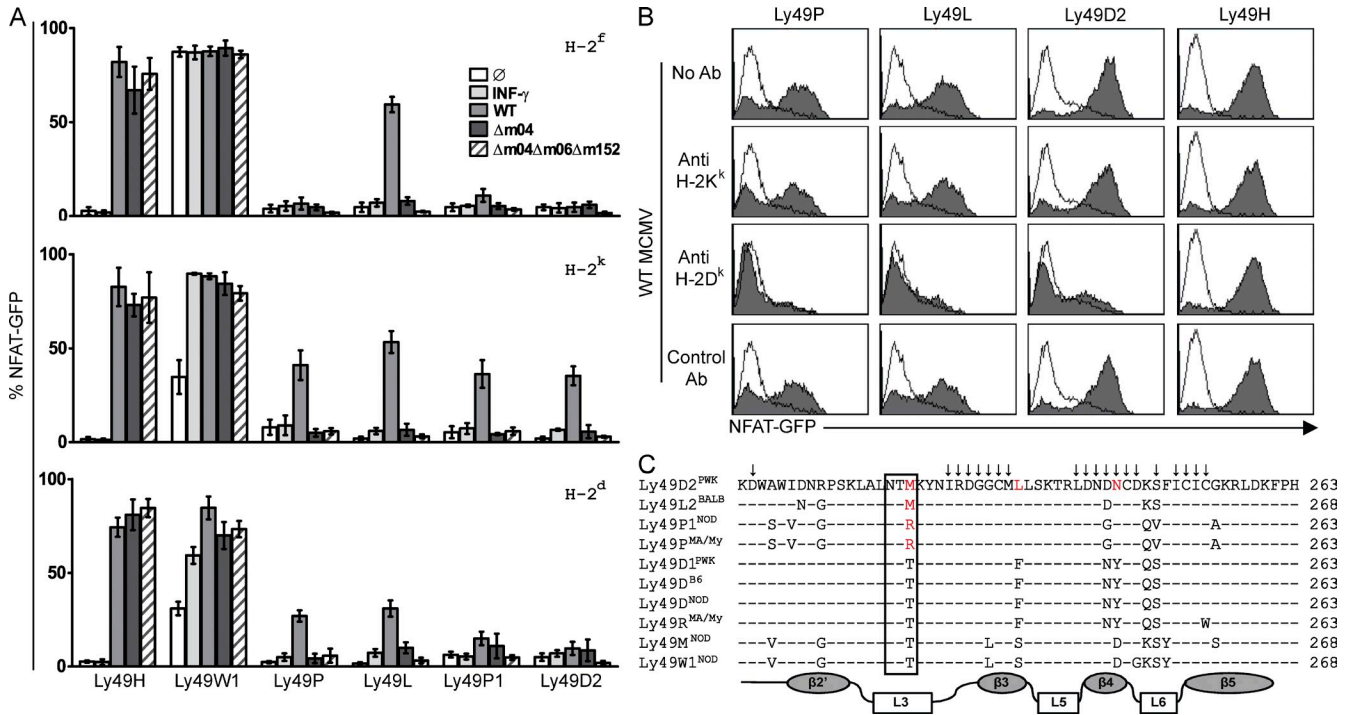 A
% NFAT-GFP
100
50
0
H-2f
Ø
INF-γ
WT
Δm04
Δm04Δm06Δm152
100
50
0
H-2k
100
50
0
H-2d
Ly49H Ly49W1 Ly49P Ly49L Ly49P1 Ly49D2
B
Ly49P Ly49L Ly49D2 Ly49H
WT MCMV
No Ab
Anti
H-2Kk
Anti
H-2Dk
Control
Ab
NFAT-GFP
C
Ly49D2PWK KDWAWIDNRPSKLALNTMKYNIRDGGCMLLSKTRLDNDNCDKSFICICGKRLDKFPH 263
Ly49L2BALB ------N-G--------M-------------------D---KS--------------- 268
Ly49P1NOD ---S-V--G--------R-------------------G---QV-----A--------- 263
Ly49PMA/My ---S-V--G--------R-------------------G---QV-----A--------- 263
Ly49D1PWK -----------------T----------F--------NY--QS--------------- 263
Ly49DB6 -----------------T----------F--------NY--QS--------------- 263
Ly49DNOD -----------------T----------F--------NY--QS--------------- 263
Ly49RMA/My -----------------T----------F--------NY--QS----W---------- 263
Ly49MNOD ---V----G--------T-------L--S---------D--KSY-------------- 268
Ly49W1NOD ---V----G--------T-------L--S---------D-GKSY-------------- 268
β2' L3 β3 L5 β4 L6 β5